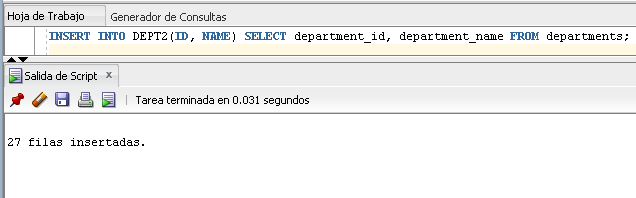 Hoja de Trabajo Generador de Consultas
INSERT INTO DEPT2(ID, NAME) SELECT department_id, department_name FROM departments;
Salida de Script x
Tarea terminada en 0.031 segundos
27 filas insertadas.